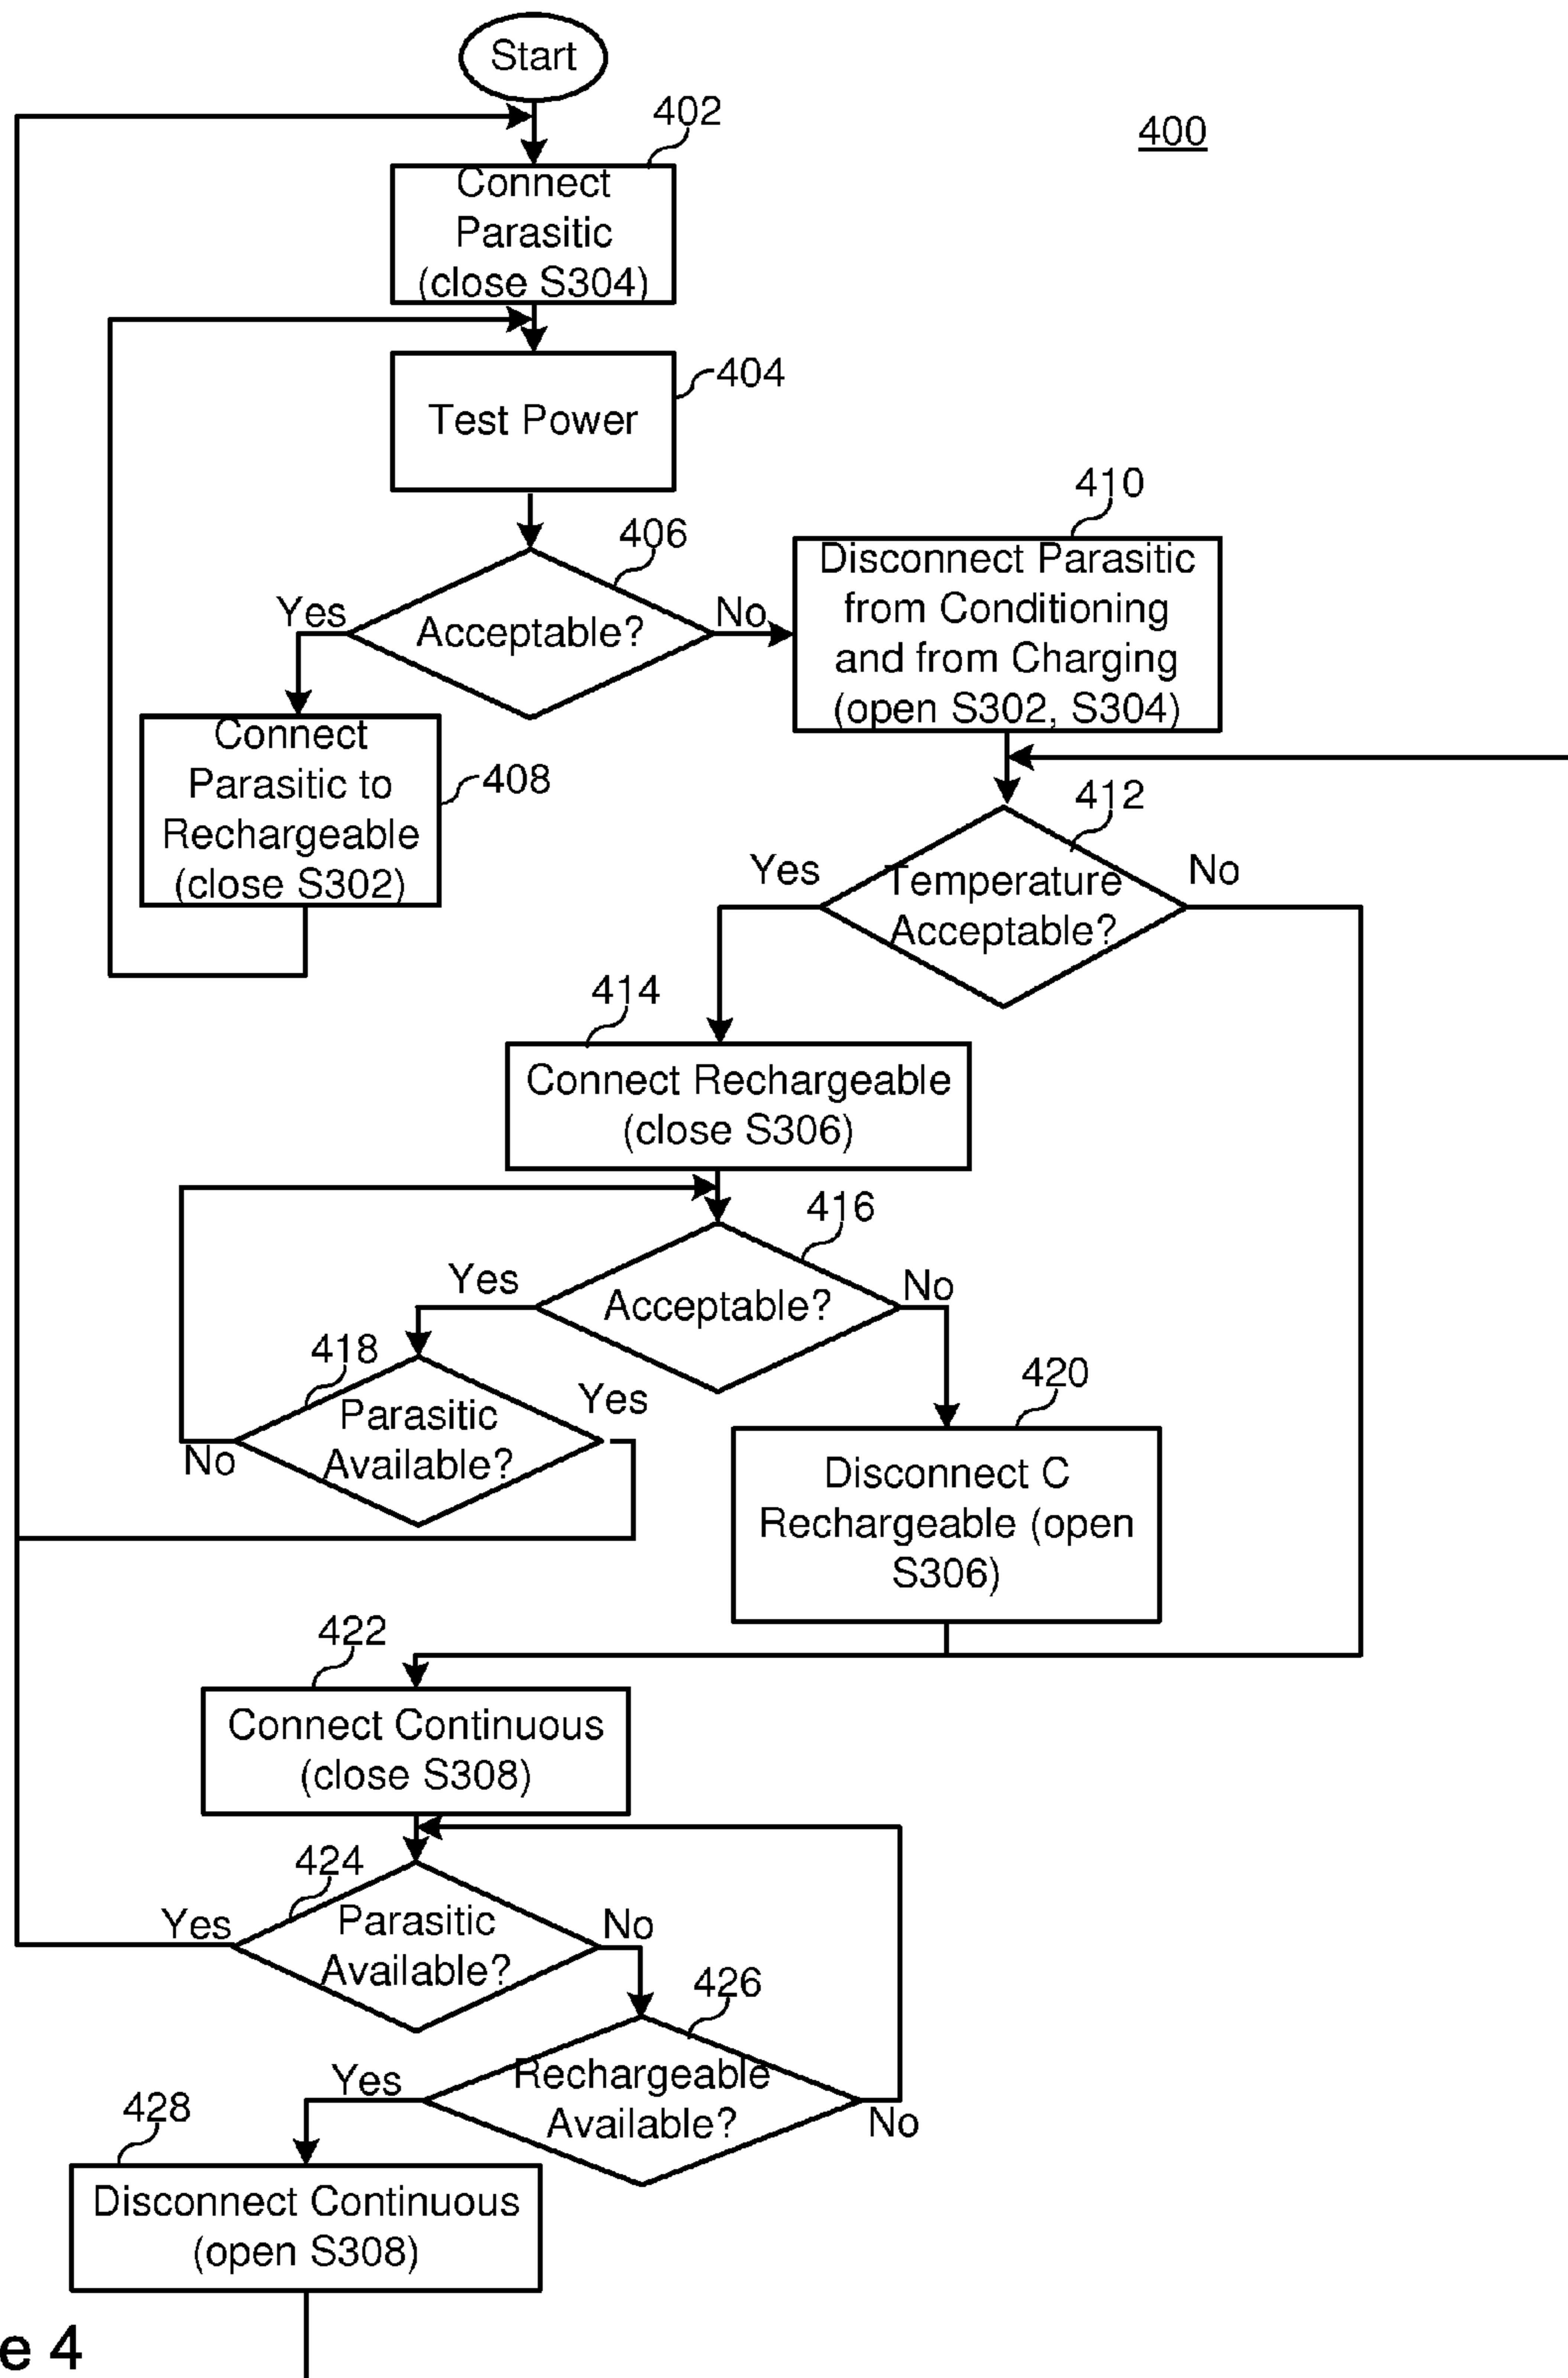 Start
402
400
Connect
Parasitic
(close S304)
404
Test Power
410
406
Disconnect Parasitic
from Conditioning
and from Charging
(open S302, S304)
Yes
Acceptable?
No
Connect
Parasitic to
Rechargeable
(close S302)
408
412
Yes
Temperature
Acceptable?
No
414
Connect Rechargeable
(close S306)
416
Yes
Acceptable?
No
418
Parasitic
Available?
Yes
No
420
Disconnect C
Rechargeable (open
S306)
422
Connect Continuous
(close S308)
424
Yes
Parasitic
Available?
No
426
Yes
Rechargeable
Available?
No
428
Disconnect Continuous
(open S308)
e 4